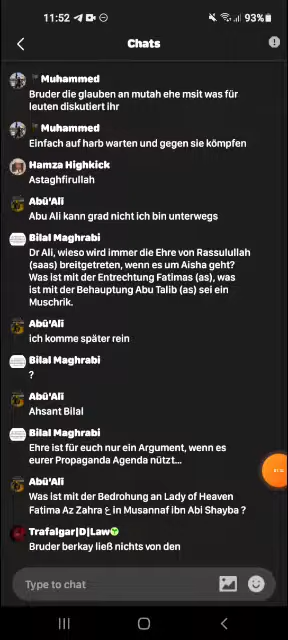 11:52
93%
Chats
Muhammed
Bruder die glauben an mutah ehe msit was für
leuten diskutiert ihr
Muhammed
Einfach auf harb warten und gegen sie kömpfen
Hamza Highkick
Astaghfirullah
Abū'Alī
Abu Ali kann grad nicht ich bin unterwegs
Bilal Maghrabi
Dr Ali, wieso wird immer die Ehre von Rassulullah
(saas) breitgetreten, wenn es um Aisha geht?
Was ist mit der Entrechtung Fatimas (as), was
ist mit der Behauptung Abu Talib (as) sei ein
Muschrik.
Abū'Alī
ich komme später rein
Bilal Maghrabi
?
Abū'Alī
Ahsant Bilal
Bilal Maghrabi
Ehre ist für euch nur ein Argument, wenn es
eurer Propaganda Agenda nützt...
Abū'Alī
Was ist mit der Bedrohung an Lady of Heaven
Fatima Az Zahra ع in Musannaf ibn Abi Shayba ?
Trafalgar|D|Law
Bruder berkay ließ nichts von den
Type to chat